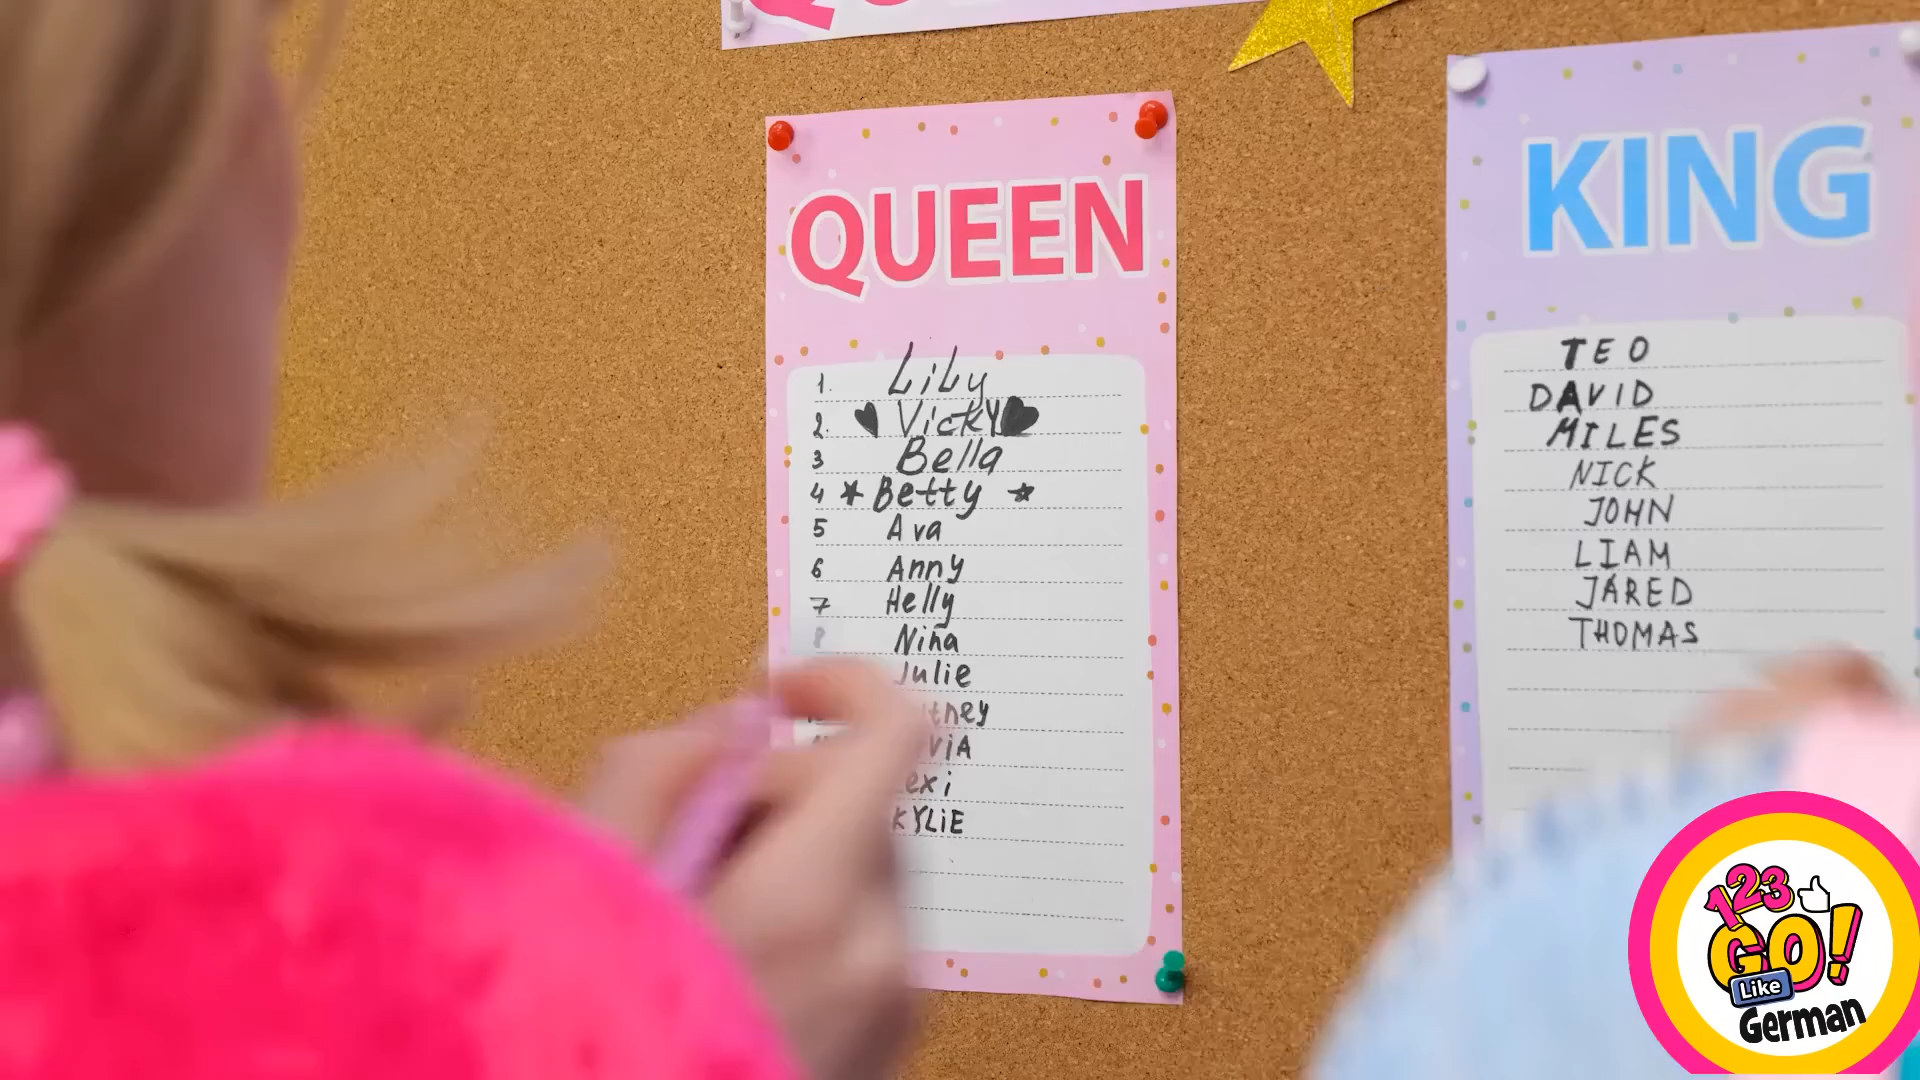 QUEEN
1. LiLy
2. VickY
3 Bella
4 Betty
5 Ava
6 Anny
7 Helly
8 Nina
Julie
KYLiE
KING
TEO
DAVID
MILES
NICK
JOHN
LIAM
JARED
THOMAS
123
GO!
Like
German